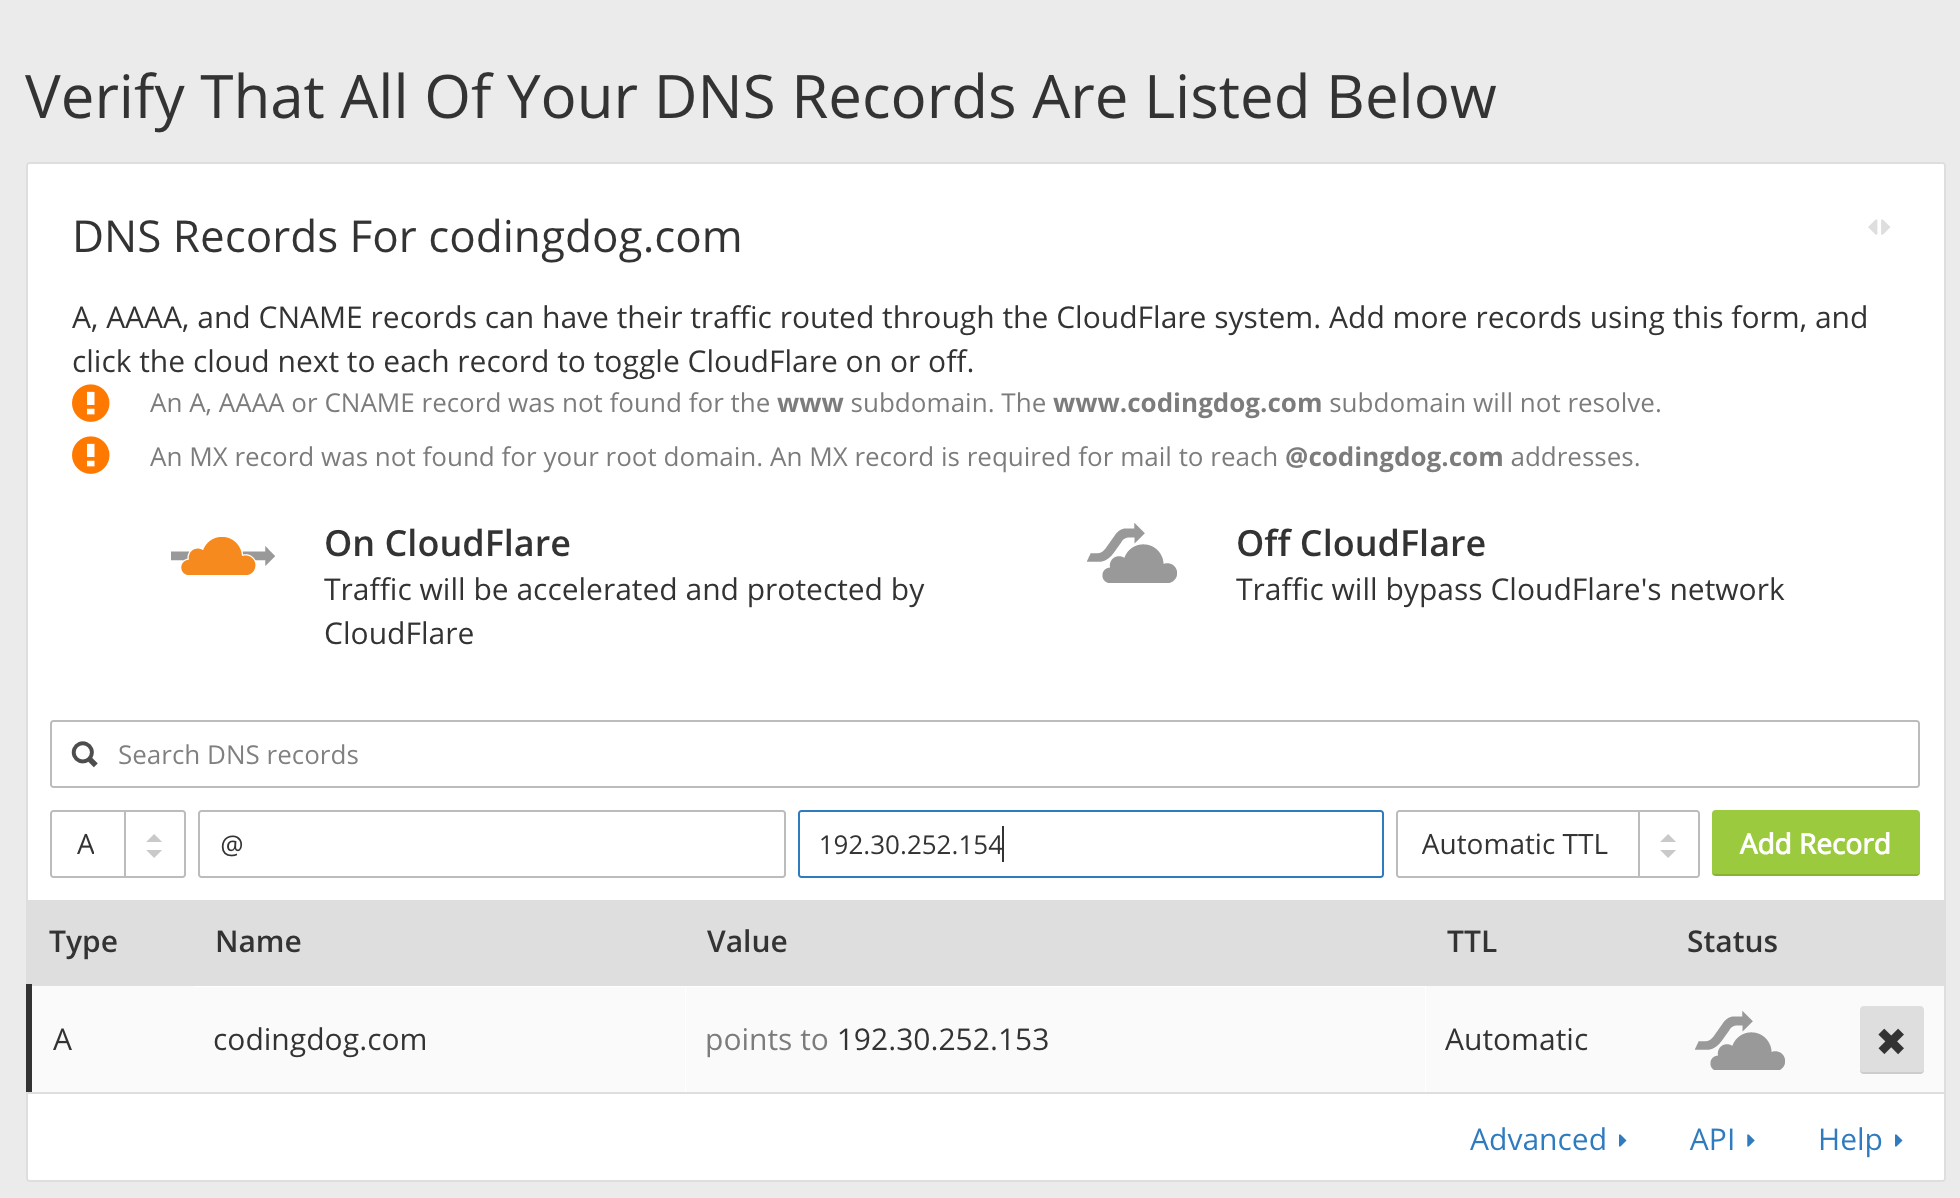 Verify That All Of Your DNS Records Are Listed Below
DNS Records For codingdog.com
A, AAAA, and CNAME records can have their traffic routed through the CloudFlare system. Add more records using this form, and
click the cloud next to each record to toggle CloudFlare on or off.
An A, AAAA or CNAME record was not found for the www subdomain. The www.codingdog.com subdomain will not resolve.
An MX record was not found for your root domain. An MX record is required for mail to reach @codingdog.com addresses.
On CloudFlare
Traffic will be accelerated and protected by
CloudFlare
Off CloudFlare
Traffic will bypass CloudFlare's network
Search DNS records
A @ 192.30.252.154 Automatic TTL Add Record
Type Name Value TTL Status
A codingdog.com points to 192.30.252.153 Automatic
Advanced API Help